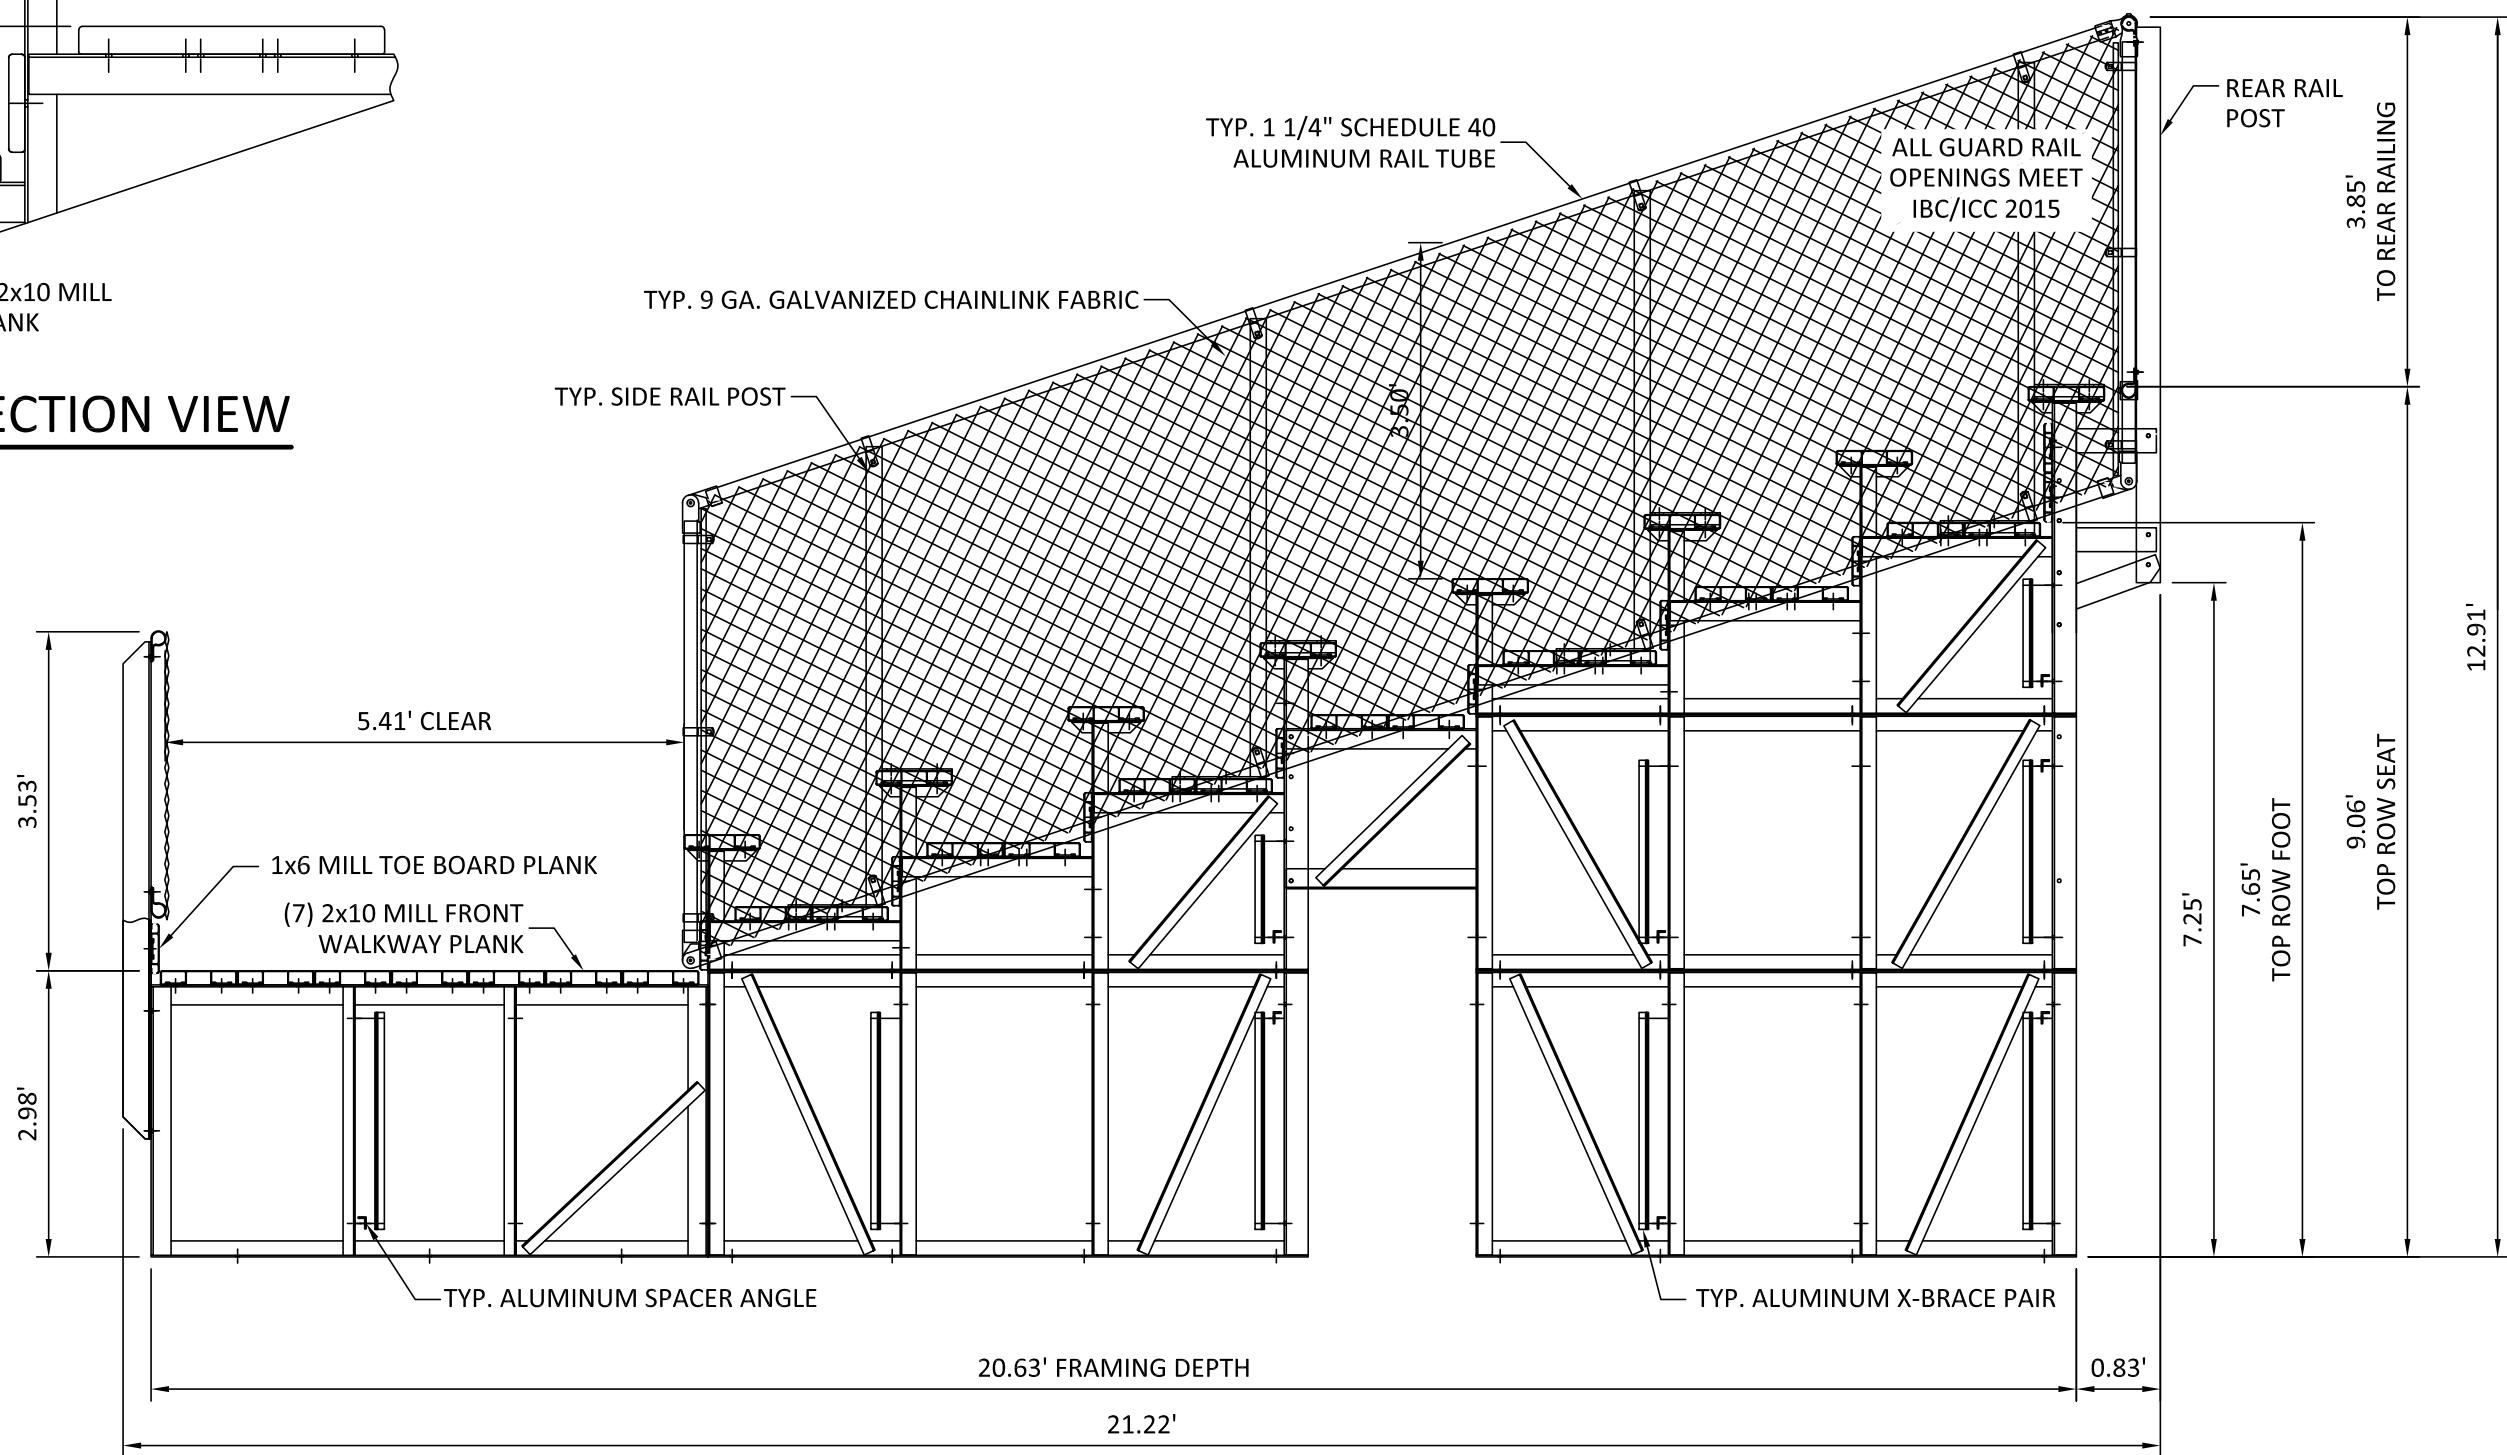 2x10 MILL
ANK
ECTION VIEW
TYP. 1 1/4" SCHEDULE 40
ALUMINUM RAIL TUBE
ALL GUARD RAIL
OPENINGS MEET
IBC/ICC 2015
REAR RAIL
POST
3.85'
TO REAR RAILING
TYP. 9 GA. GALVANIZED CHAINLINK FABRIC
TYP. SIDE RAIL POST
3.50'
12.91'
5.41' CLEAR
3.53'
1x6 MILL TOE BOARD PLANK
(7) 2x10 MILL FRONT
WALKWAY PLANK
2.98'
7.25'
7.65'
TOP ROW FOOT
9.06'
TOP ROW SEAT
TYP. ALUMINUM SPACER ANGLE
TYP. ALUMINUM X-BRACE PAIR
20.63' FRAMING DEPTH
0.83'
21.22'